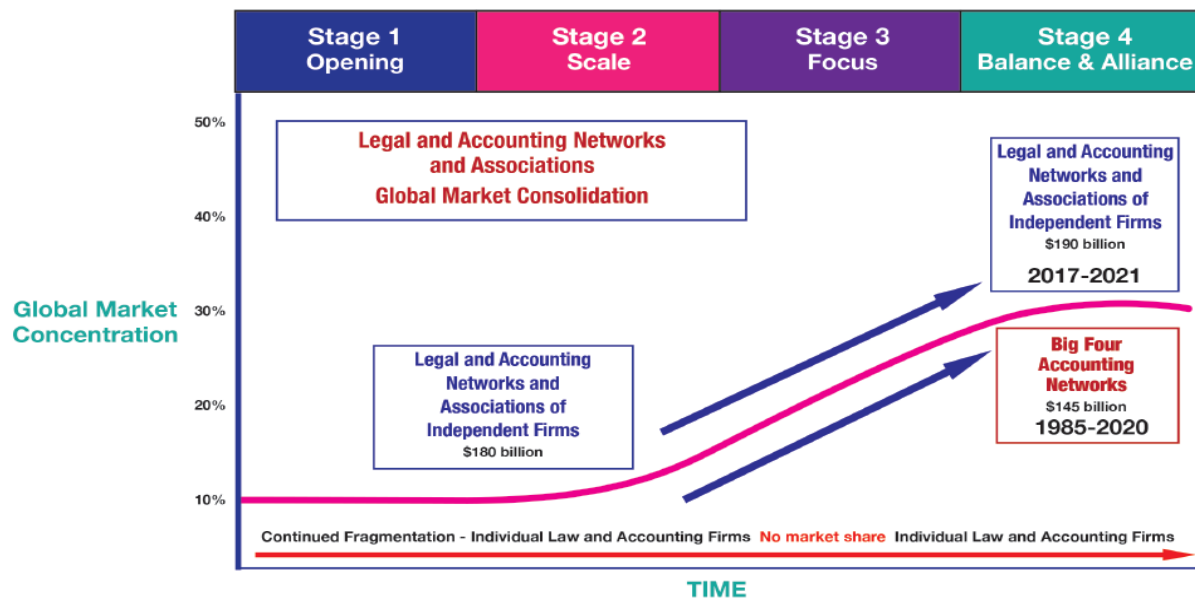 Stage 1
Opening
Stage 2
Scale
Stage 3
Focus
Stage 4
Balance & Alliance
50%
40%
30%
20%
10%
Global Market
Concentration
Legal and Accounting Networks
and Associations
Global Market Consolidation
Legal and Accounting
Networks and
Associations of
Independent Firms
$180 billion
Legal and Accounting
Networks and
Associations of
Independent Firms
$190 billion
2017-2021
Big Four
Accounting
Networks
$145 billion
1985-2020
Continued Fragmentation - Individual Law and Accounting Firms No market share Individual Law and Accounting Firms
TIME